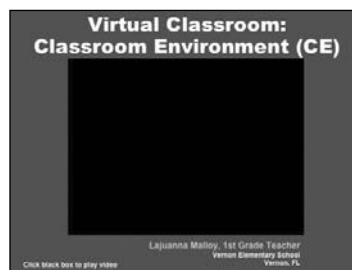 Virtual Classroom:
Classroom Environment (CE)
Lajuanna Malloy, 1st Grade Teacher
Vernon Elementary School
Vernon, FL
Click black box to play video